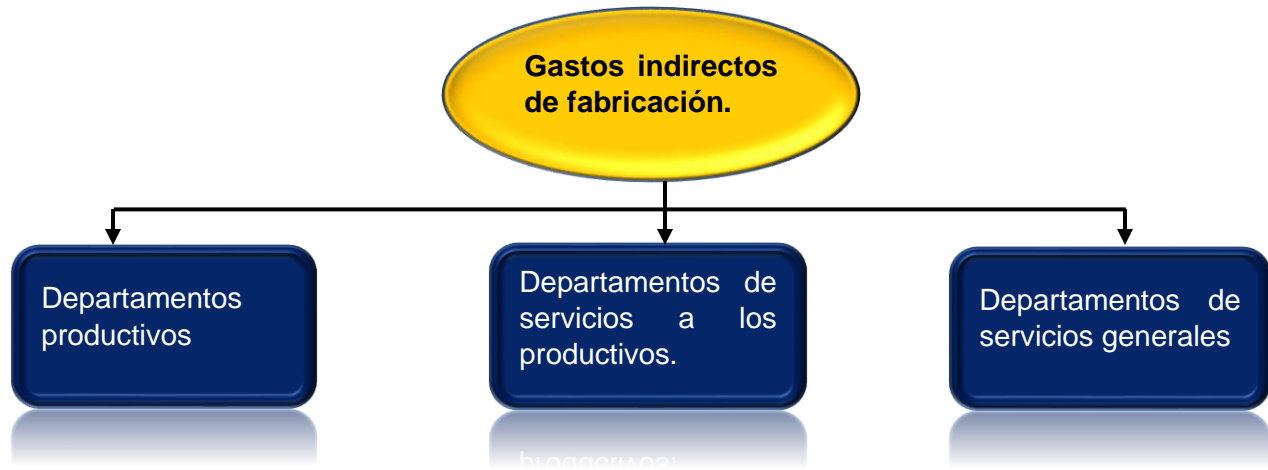 Gastos indirectos
de fabricación.
Departamentos
productivos
Departamentos de
servicios a los
productivos.
Departamentos de
servicios generales